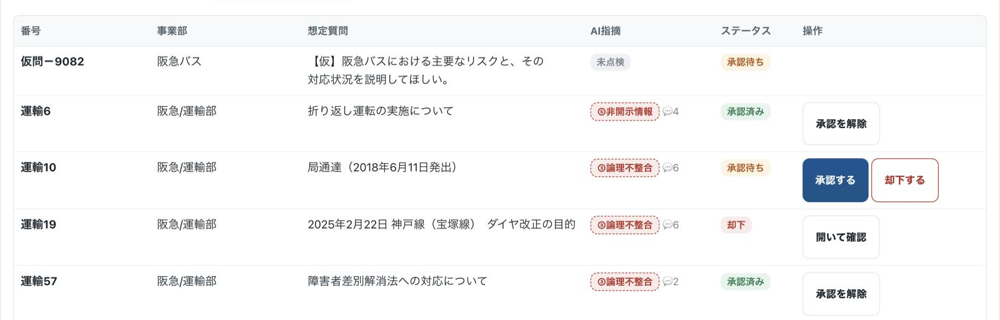 番号 事業部 想定質問 AI指摘 ステータス 操作
仮問ー9082 阪急バス 【仮】阪急バスにおける主要なリスクと、その 未点検 承認待ち
対応状況を説明してほしい。
運輸6 阪急/運輸部 折り返し運転の実施について ⑤非開示情報 4 承認済み 承認を解除
運輸10 阪急/運輸部 局通達（2018年6月11日発出） ③論理不整合 6 承認待ち 承認する 却下する
運輸19 阪急/運輸部 2025年2月22日 神戸線（宝塚線）　ダイヤ改正の目的 ③論理不整合 6 却下 開いて確認
運輸57 阪急/運輸部 障害者差別解消法への対応について ③論理不整合 2 承認済み 承認を解除